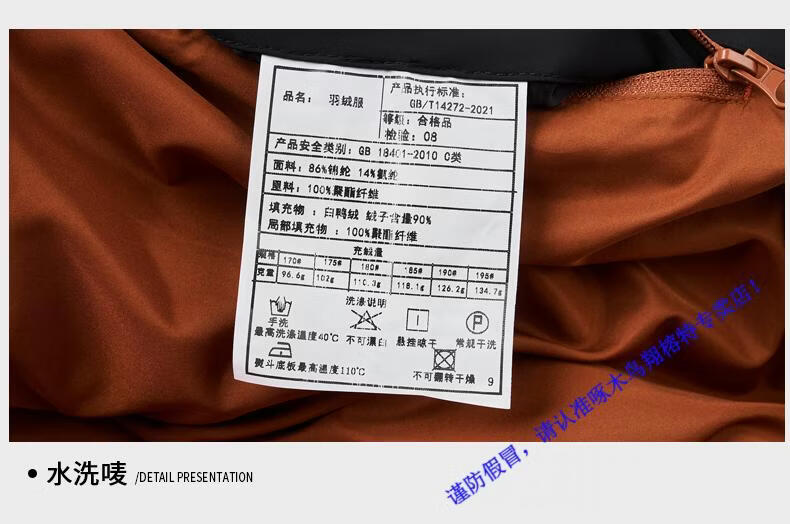 品名： 羽绒服
产品执行标准：
GB/T14272-2021
等级：合格品
检验：08
产品安全类别：GB 18401-2010 C类
面料：86%锦纶 14%氨纶
里料：100%聚酯纤维
填充物 ：白鸭绒 绒子含量90%
局部填充物 ：100%聚酯纤维
充绒量
规格 170# 175# 180# 185# 190# 195#
克重 96.6g 102g 110.3g 118.1g 126.2g 134.7g
洗涤说明
手洗
最高洗涤温度40℃ 不可漂白 悬挂晾干 常规干洗
P
熨斗底板最高温度110℃ 不可翻转干燥 9
谨防假冒，请认准啄木鸟翔榕特专卖店！
• 水洗唛 /DETAIL PRESENTATION